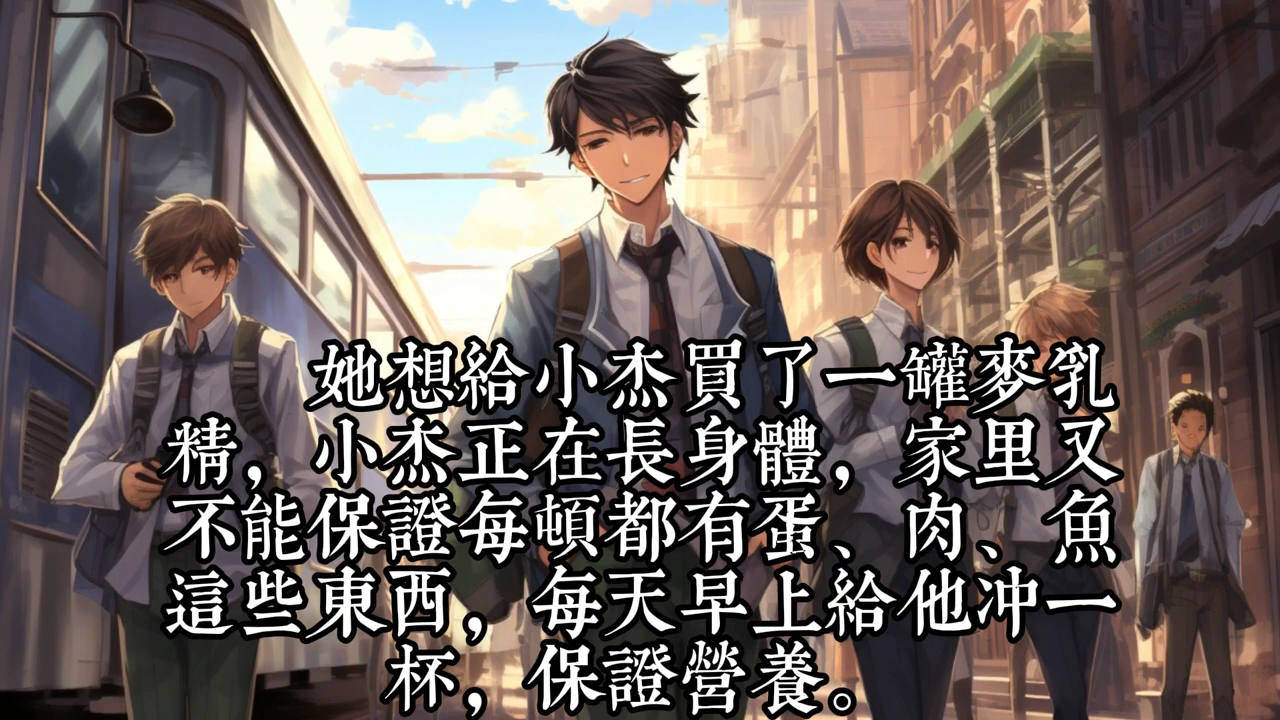 她想給小杰買了一罐麥乳
精，小杰正在長身體，家里又
不能保證每頓都有蛋、肉、魚
這些東西，每天早上給他冲一
杯，保證營養。